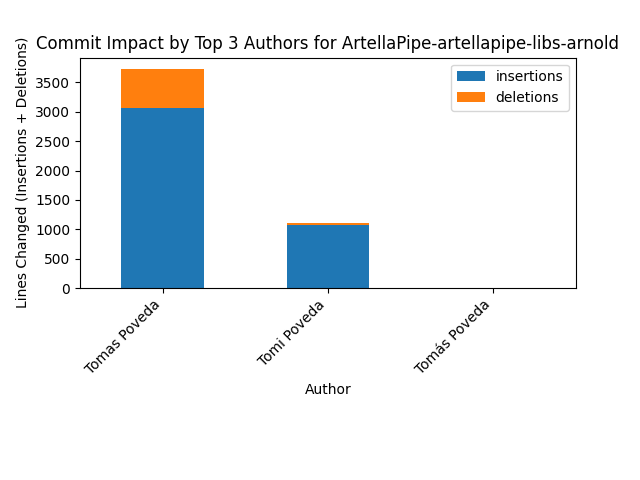 Commit Impact by Top 3 Authors for ArtellaPipe-artellapipe-libs-arnold
Lines Changed (Insertions + Deletions)
3500
3000
2500
2000
1500
1000
500
0
insertions
deletions
Tomas Poveda
Tomi Poveda
Tomás Poveda
Author